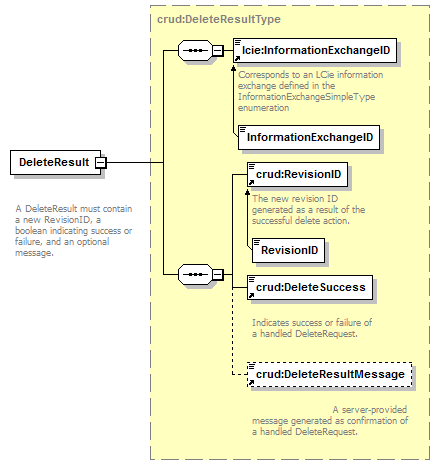 crud:DeleteResultType
lcie:InformationExchangeID
Corresponds to an LCie information
exchange defined in the
InformationExchangeSimpleType
enumeration
InformationExchangeID
DeleteResult
A DeleteResult must contain
a new RevisionID, a
boolean indicating success or
failure, and an optional
message.
crud:RevisionID
The new revision ID
generated as a result of the
successful delete action.
RevisionID
crud:DeleteSuccess
Indicates success or failure of
a handled DeleteRequest.
crud:DeleteResultMessage
A server-provided
message generated as confirmation of
a handled DeleteRequest.